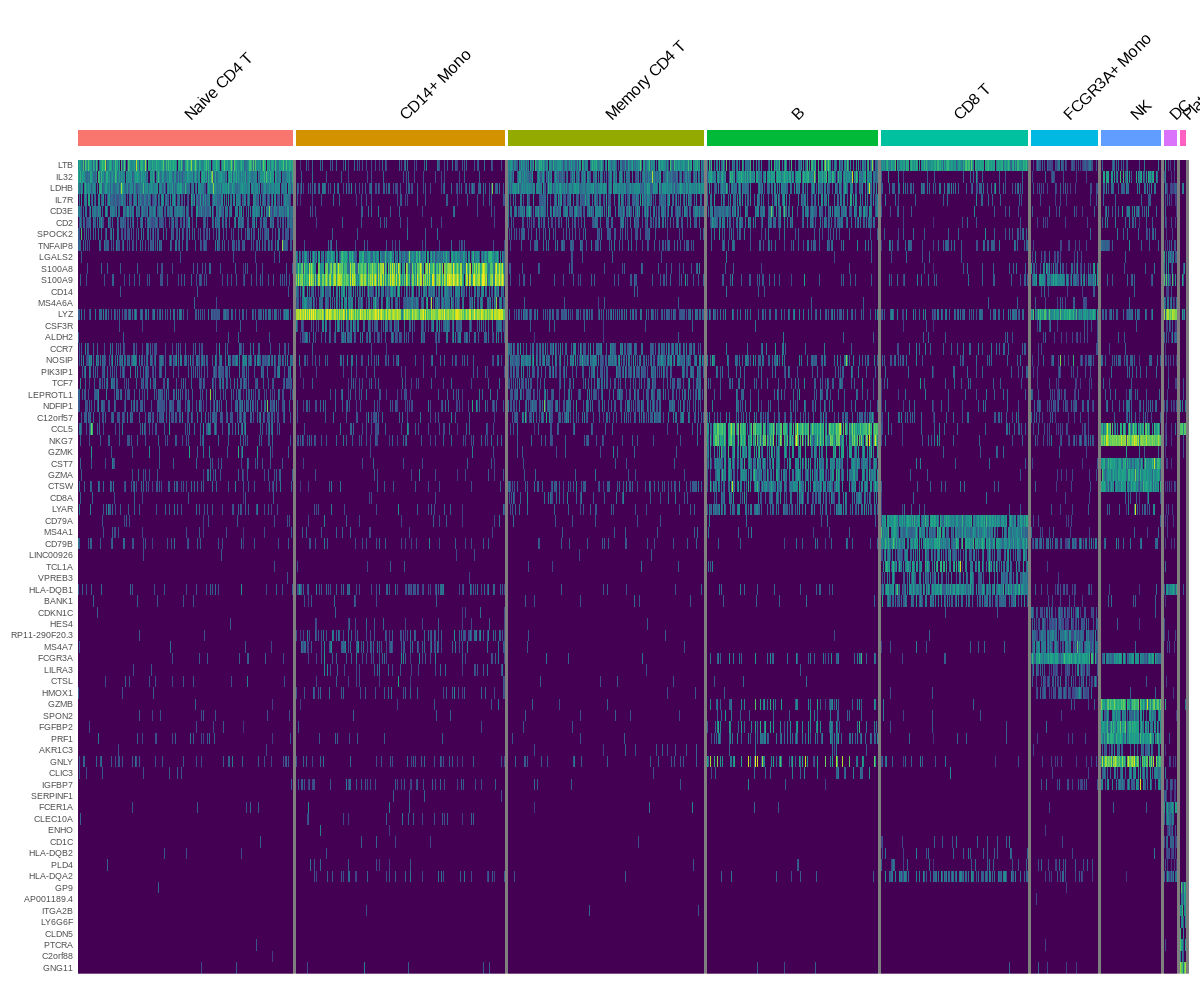 Naive CD4 T
CD14+ Mono
Memory CD4 T
B
CD8 T
FCGR3A+ Mono
NK
DC
LTB
IL32
LDHB
IL7R
CD3E
CD2
SPOCK2
TNFAIP8
LGALS2
S100A8
S100A9
CD14
MS4A6A
LYZ
CSF3R
ALDH2
CCR7
NOSIP
PIK3IP1
TCF7
LEPROTL1
NDFIP1
C12orf57
CCL5
NKG7
GZMK
CST7
GZMA
CTSW
CD8A
LYAR
CD79A
MS4A1
CD79B
LINC00926
TCL1A
VPREB3
HLA-DQB1
BANK1
CDKN1C
HES4
RP11-290F20.3
MS4A7
FCGR3A
LILRA3
CTSL
HMOX1
GZMB
SPON2
FGFBP2
PRF1
AKR1C3
GNLY
CLIC3
IGFBP7
SERPINF1
FCER1A
CLEC10A
ENHO
CD1C
HLA-DQB2
PLD4
HLA-DQA2
GP9
AP001189.4
ITGA2B
LY6G6F
CLDN5
PTCRA
C2orf88
GNG11